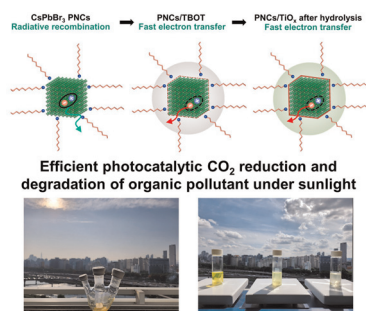 CsPbBr₃ PNCs
Radiative recombination
PNCs/TBOT
Fast electron transfer
PNCs/TiOₓ after hydrolysis
Fast electron transfer
Efficient photocatalytic CO₂ reduction and
degradation of organic pollutant under sunlight